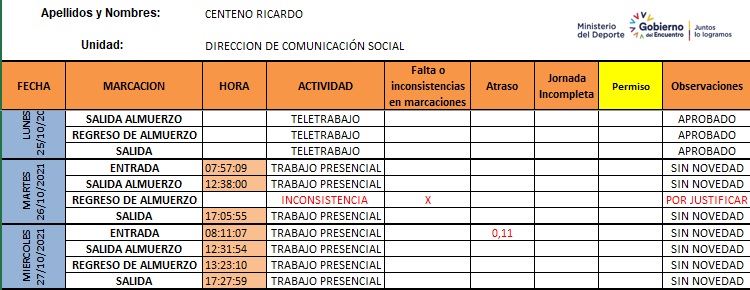 Apellidos y Nombres: CENTENO RICARDO
Ministerio del Deporte
Gobierno del Encuentro
Juntos lo logramos
Unidad: DIRECCION DE COMUNICACIÓN SOCIAL
FECHA MARCACION HORA ACTIVIDAD Falta o inconsistencias en marcaciones Atraso Jornada Incompleta Permiso Observaciones
LUNES
SALIDA ALMUERZO TELETRABAJO APROBADO
REGRESO DE ALMUERZO TELETRABAJO APROBADO
SALIDA TELETRABAJO APROBADO
MARTES 26/10/2021
ENTRADA 07:57:09 TRABAJO PRESENCIAL SIN NOVEDAD
SALIDA ALMUERZO 12:38:00 TRABAJO PRESENCIAL SIN NOVEDAD
REGRESO DE ALMUERZO INCONSISTENCIA X POR JUSTIFICAR
SALIDA 17:05:55 TRABAJO PRESENCIAL SIN NOVEDAD
MIERCOLES 27/10/2021
ENTRADA 08:11:07 TRABAJO PRESENCIAL 0,11 SIN NOVEDAD
SALIDA ALMUERZO 12:31:54 TRABAJO PRESENCIAL SIN NOVEDAD
REGRESO DE ALMUERZO 13:23:10 TRABAJO PRESENCIAL SIN NOVEDAD
SALIDA 17:27:59 TRABAJO PRESENCIAL SIN NOVEDAD